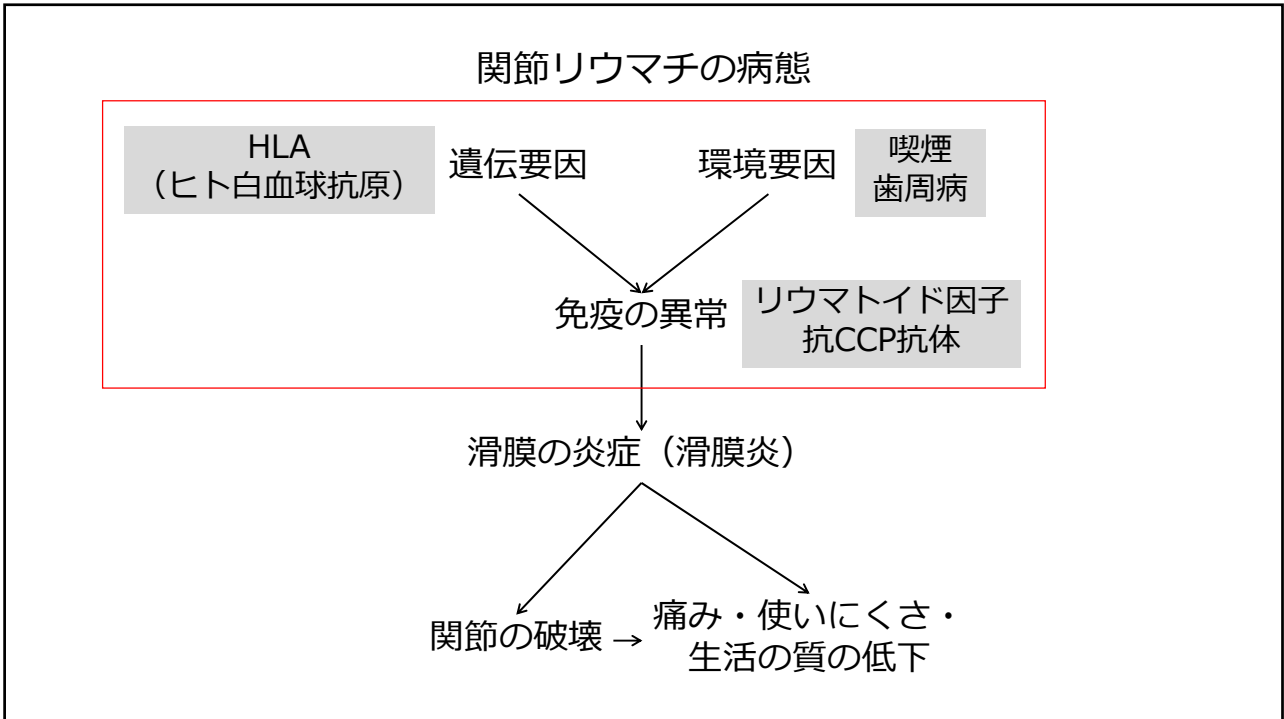 関節リウマチの病態
HLA
（ヒト白血球抗原）
遺伝要因
環境要因
喫煙
歯周病
免疫の異常
リウマトイド因子
抗CCP抗体
滑膜の炎症（滑膜炎）
関節の破壊
痛み・使いにくさ・
生活の質の低下